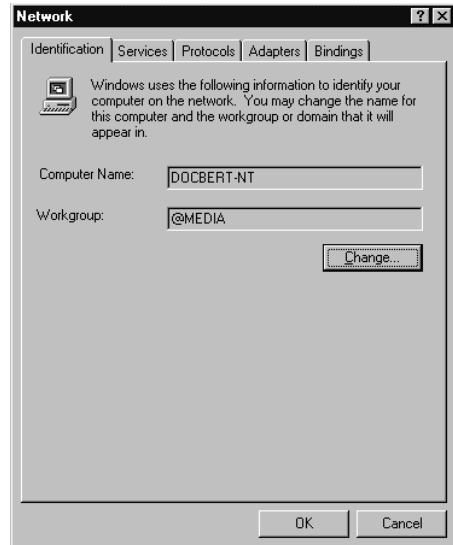 Network
Identification Services Protocols Adapters Bindings
Windows uses the following information to identify your
computer on the network. You may change the name for
this computer and the workgroup or domain that it will
appear in.
Computer Name: DOCBERT-NT
Workgroup: @MEDIA
Change...
OK Cancel